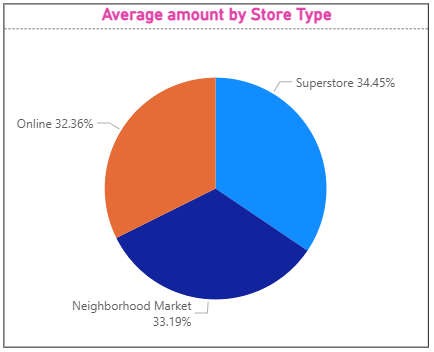 Average amount by Store Type
Superstore 34.45%
Online 32.36%
Neighborhood Market
33.19%